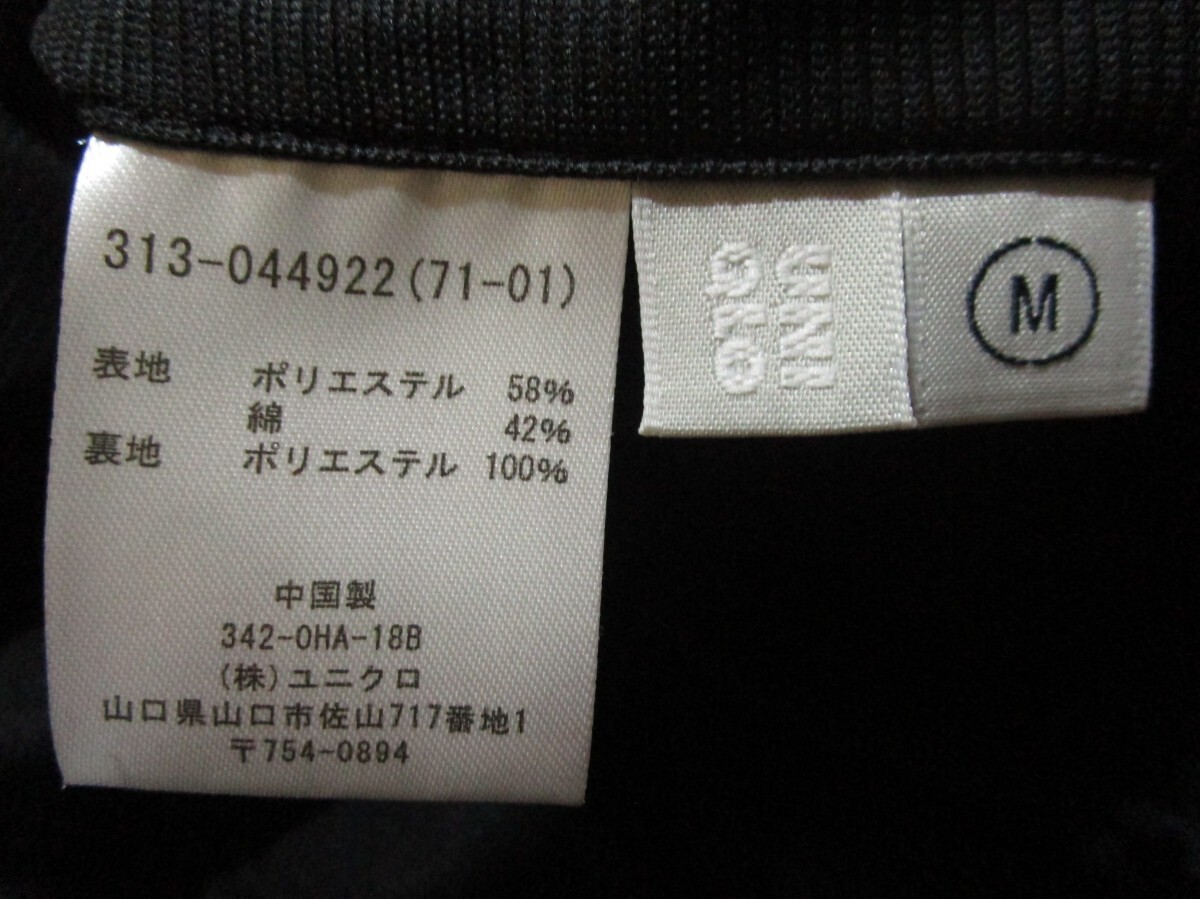 313-044922(71-01)
表地 ポリエステル 58%
綿 42%
裏地 ポリエステル 100%
中国製
342-0HA-18B
(株)ユニクロ
山口県山口市佐山717番地1
〒754-0894
UNI
QLO
M